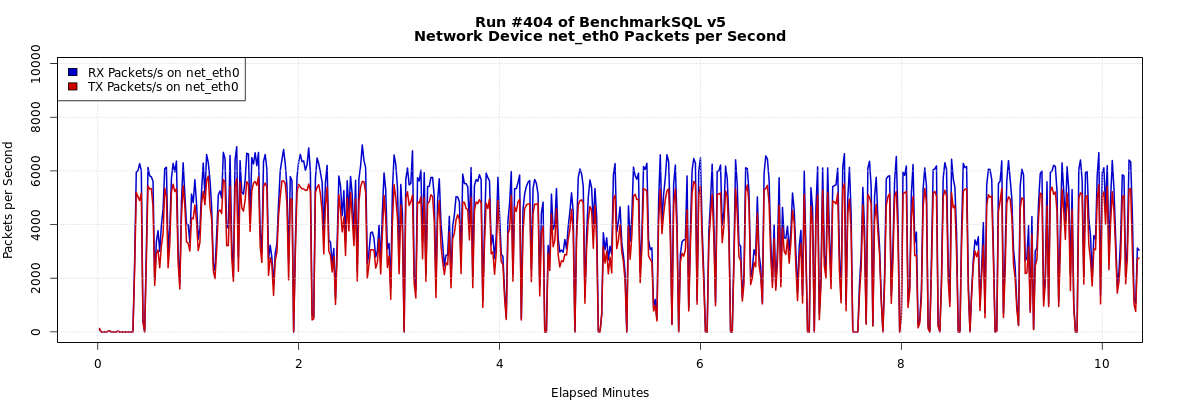 Run #404 of BenchmarkSQL v5
Network Device net_eth0 Packets per Second
RX Packets/s on net_eth0
TX Packets/s on net_eth0
Packets per Second
10000
8000
6000
4000
2000
0
0 2 4 6 8 10
Elapsed Minutes